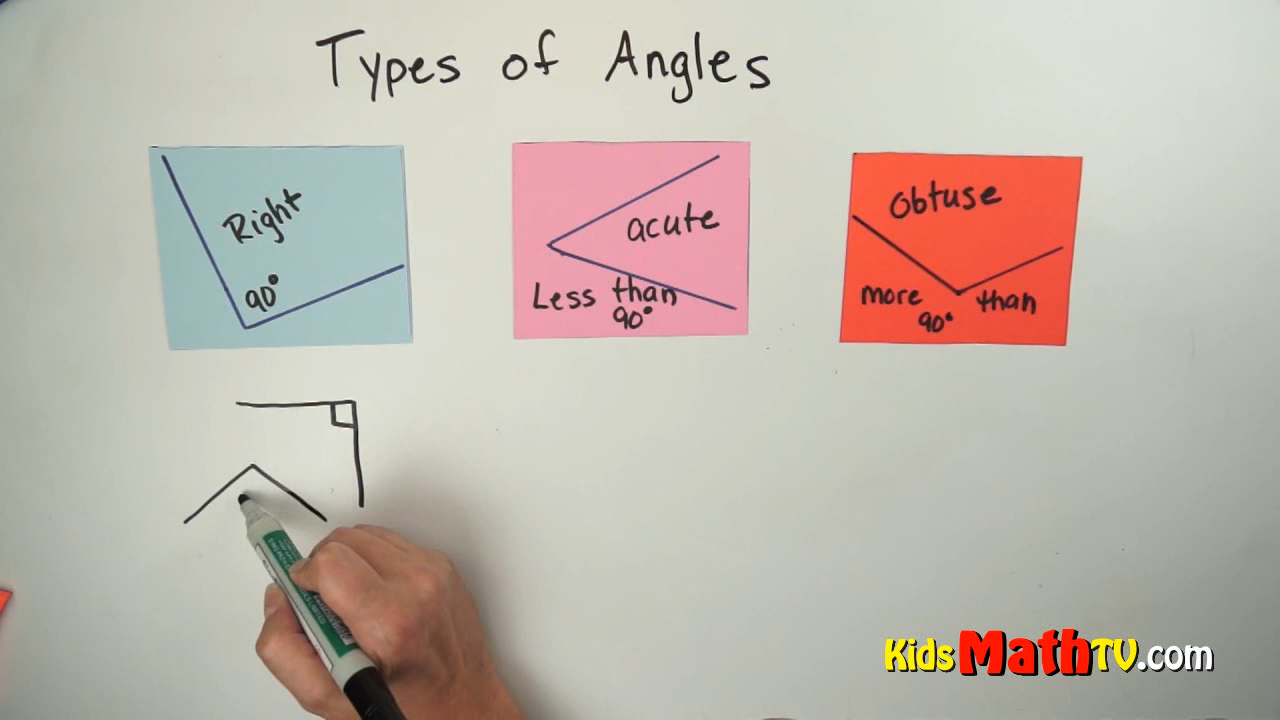 Types of Angles
Right
90°
acute
Less than
90°
Obtuse
more than
90°
KidsMathTV.com